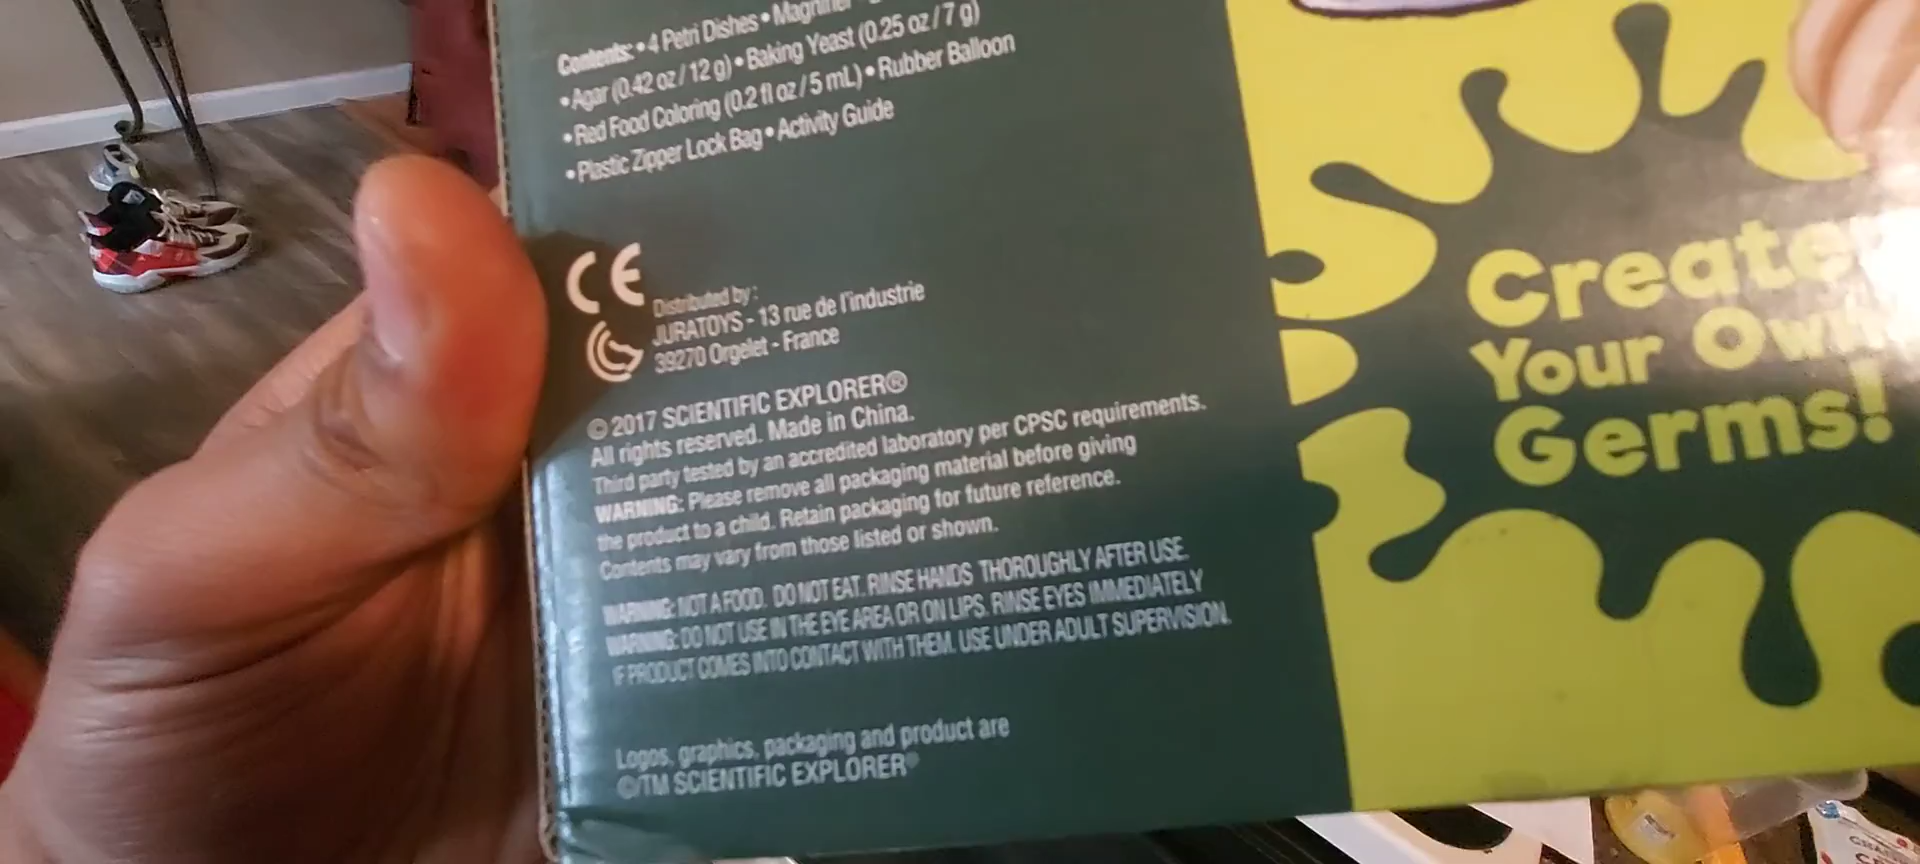 Contents: • 4 Petri Dishes • Magnifier
• Agar (0.42 oz / 12 g) • Baking Yeast (0.25 oz / 7 g)
• Red Food Coloring (0.2 fl oz / 5 mL) • Rubber Balloon
• Plastic Zipper Lock Bag • Activity Guide
CE
Distributed by:
JURATOYS - 13 rue de l'industrie
39270 Orgelet - France
© 2017 SCIENTIFIC EXPLORER®
All rights reserved. Made in China.
Third party tested by an accredited laboratory per CPSC requirements.
WARNING: Please remove all packaging material before giving
the product to a child. Retain packaging for future reference.
Contents may vary from those listed or shown.
WARNING: NOT A FOOD. DO NOT EAT. RINSE HANDS THOROUGHLY AFTER USE.
WARNING: DO NOT USE IN THE EYE AREA OR ON LIPS. RINSE EYES IMMEDIATELY
IF PRODUCT COMES INTO CONTACT WITH THEM. USE UNDER ADULT SUPERVISION.
Logos, graphics, packaging and product are
©/TM SCIENTIFIC EXPLORER®
Create
Your Own
Germs!